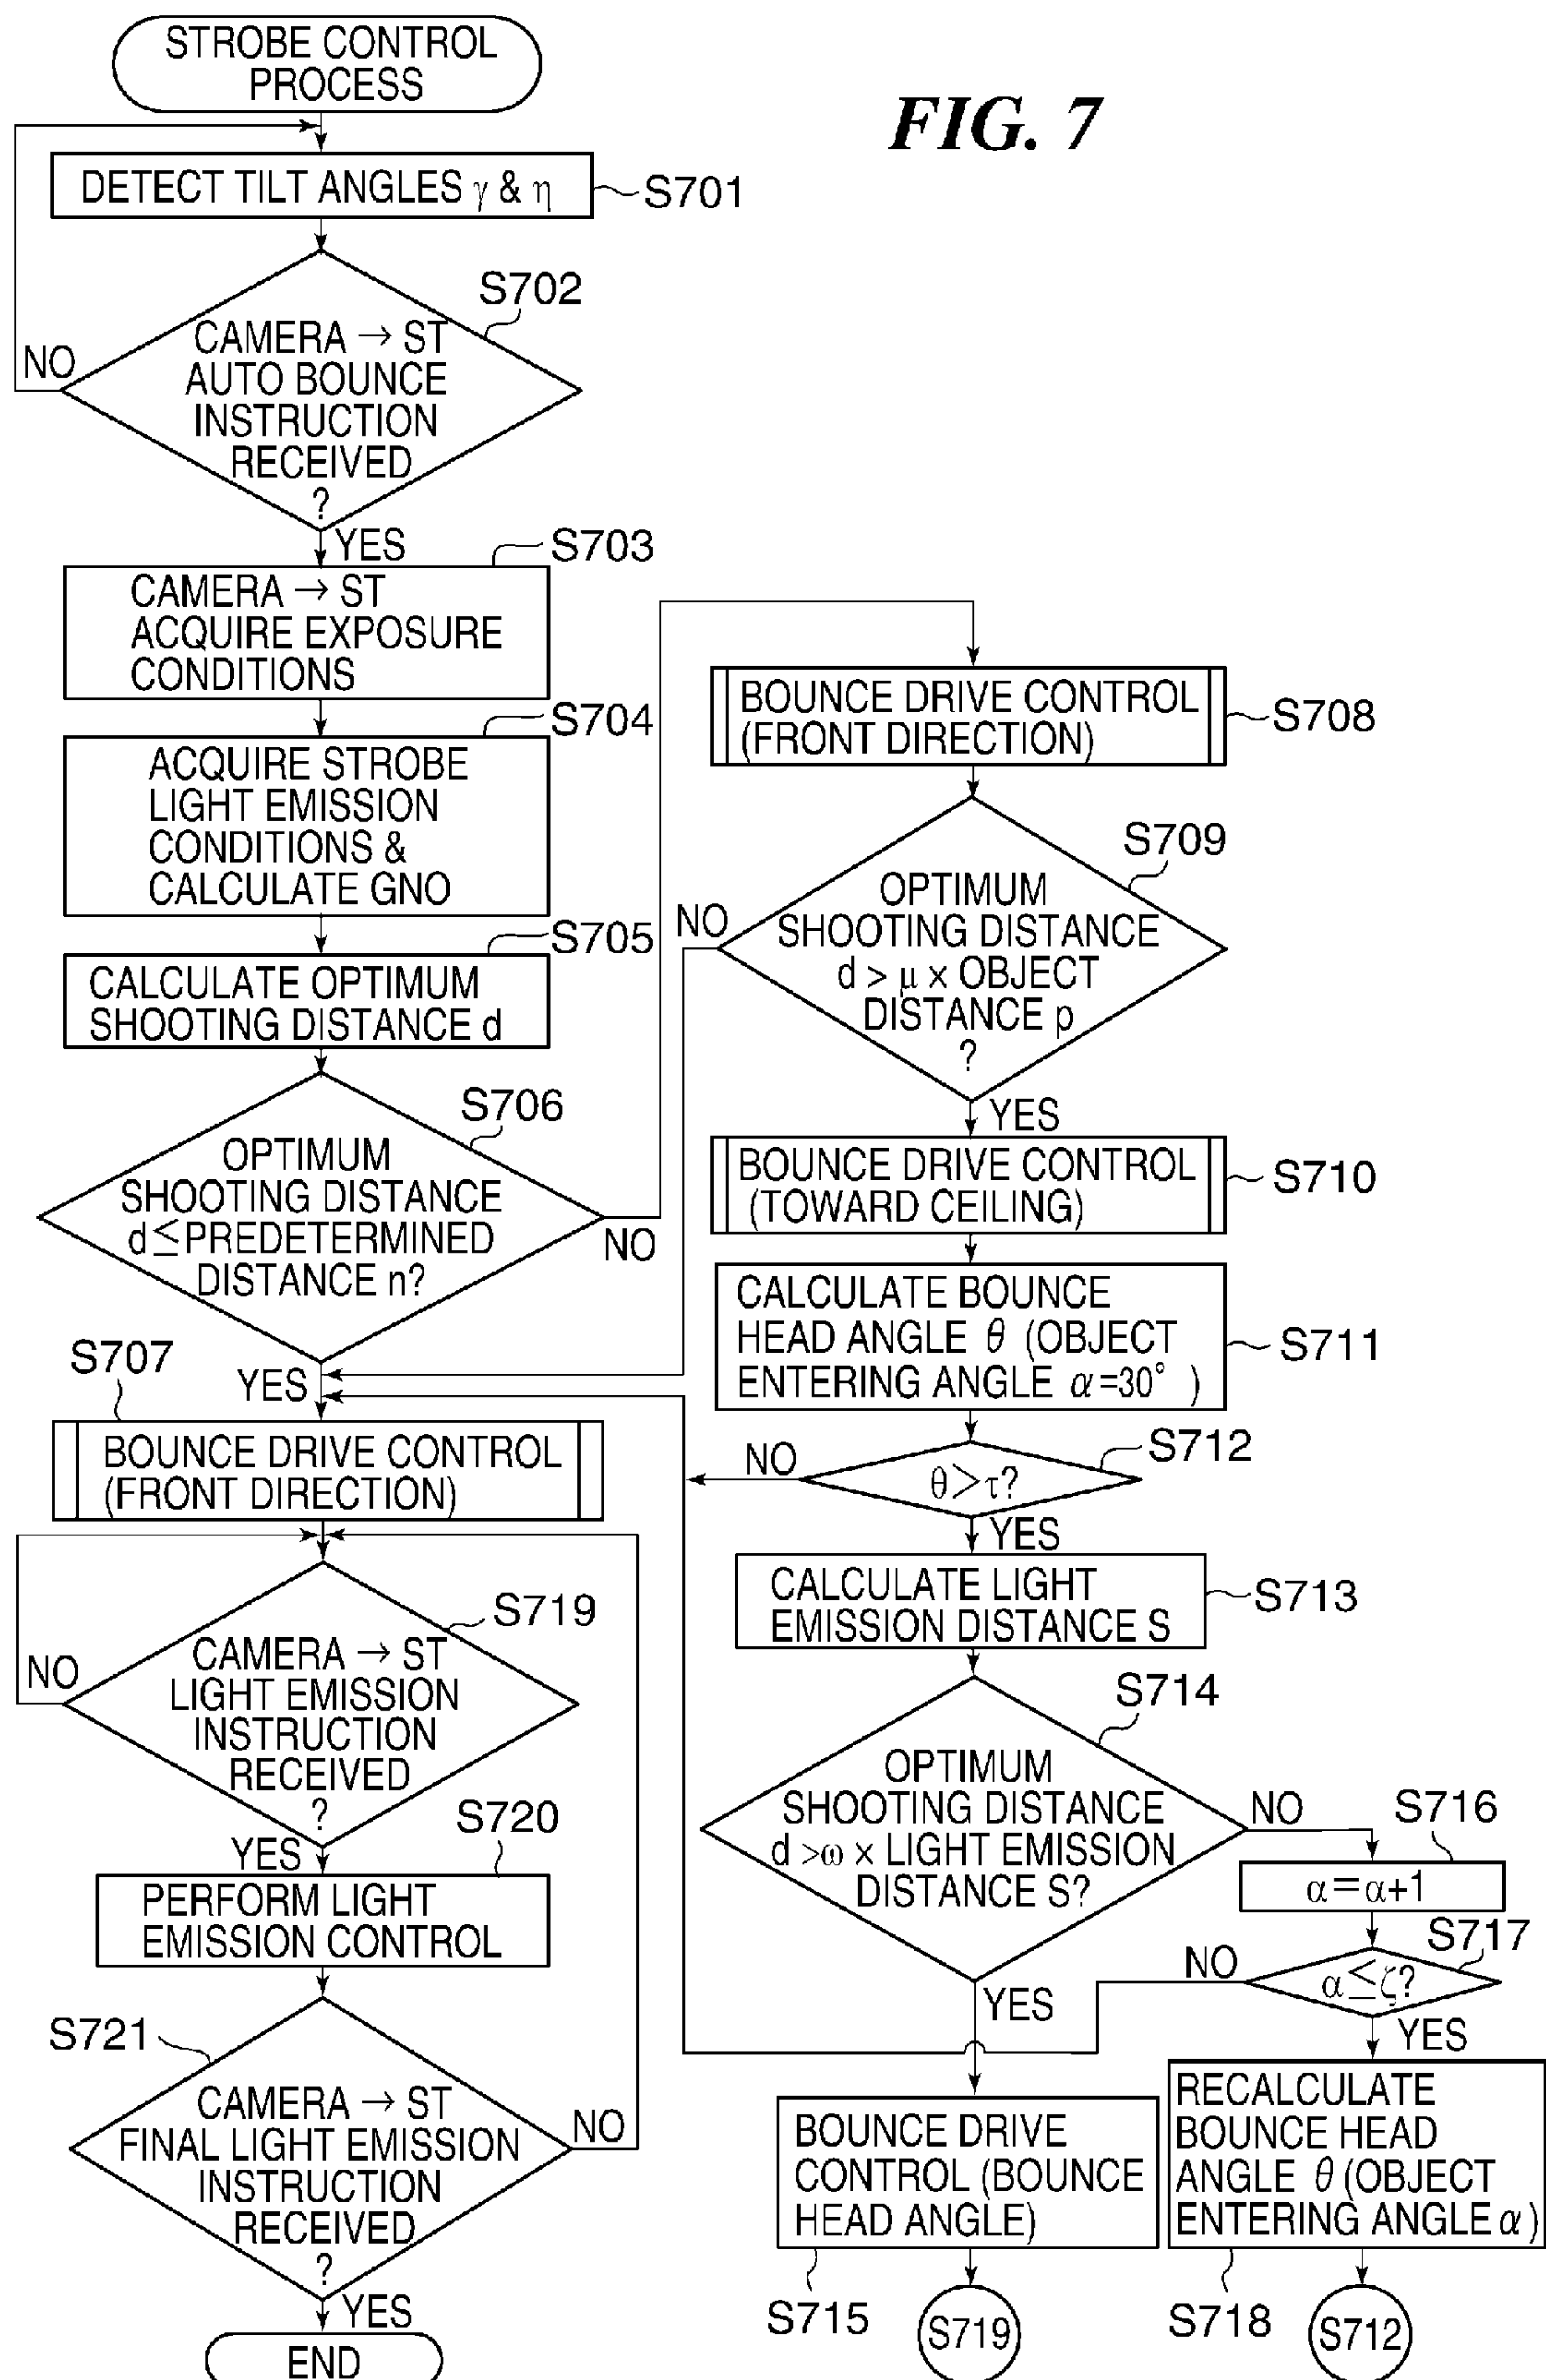 STROBE CONTROL
PROCESS
FIG. 7
DETECT TILT ANGLES γ & η
S701
S702
CAMERA → ST
AUTO BOUNCE
INSTRUCTION
RECEIVED
?
NO
YES
S703
CAMERA → ST
ACQUIRE EXPOSURE
CONDITIONS
S704
ACQUIRE STROBE
LIGHT EMISSION
CONDITIONS &
CALCULATE GNO
S705
CALCULATE OPTIMUM
SHOOTING DISTANCE d
S706
OPTIMUM
SHOOTING DISTANCE
d≤PREDETERMINED
DISTANCE n?
NO
YES
S707
BOUNCE DRIVE CONTROL
(FRONT DIRECTION)
S719
CAMERA → ST
LIGHT EMISSION
INSTRUCTION
RECEIVED
?
NO
YES
S720
PERFORM LIGHT
EMISSION CONTROL
S721
CAMERA → ST
FINAL LIGHT EMISSION
INSTRUCTION
RECEIVED
?
NO
YES
END
BOUNCE DRIVE CONTROL
(FRONT DIRECTION)
S708
S709
OPTIMUM
SHOOTING DISTANCE
d > μ x OBJECT
DISTANCE p
?
NO
YES
BOUNCE DRIVE CONTROL
(TOWARD CEILING)
S710
CALCULATE BOUNCE
HEAD ANGLE θ (OBJECT
ENTERING ANGLE α=30° )
S711
S712
θ>τ?
NO
YES
CALCULATE LIGHT
EMISSION DISTANCE S
S713
S714
OPTIMUM
SHOOTING DISTANCE
d >ω x LIGHT EMISSION
DISTANCE S?
NO
YES
S716
α=α+1
S717
α≤ζ?
NO
YES
BOUNCE DRIVE
CONTROL (BOUNCE
HEAD ANGLE)
S715
S719
RECALCULATE
BOUNCE HEAD
ANGLE θ (OBJECT
ENTERING ANGLE α)
S718
S712